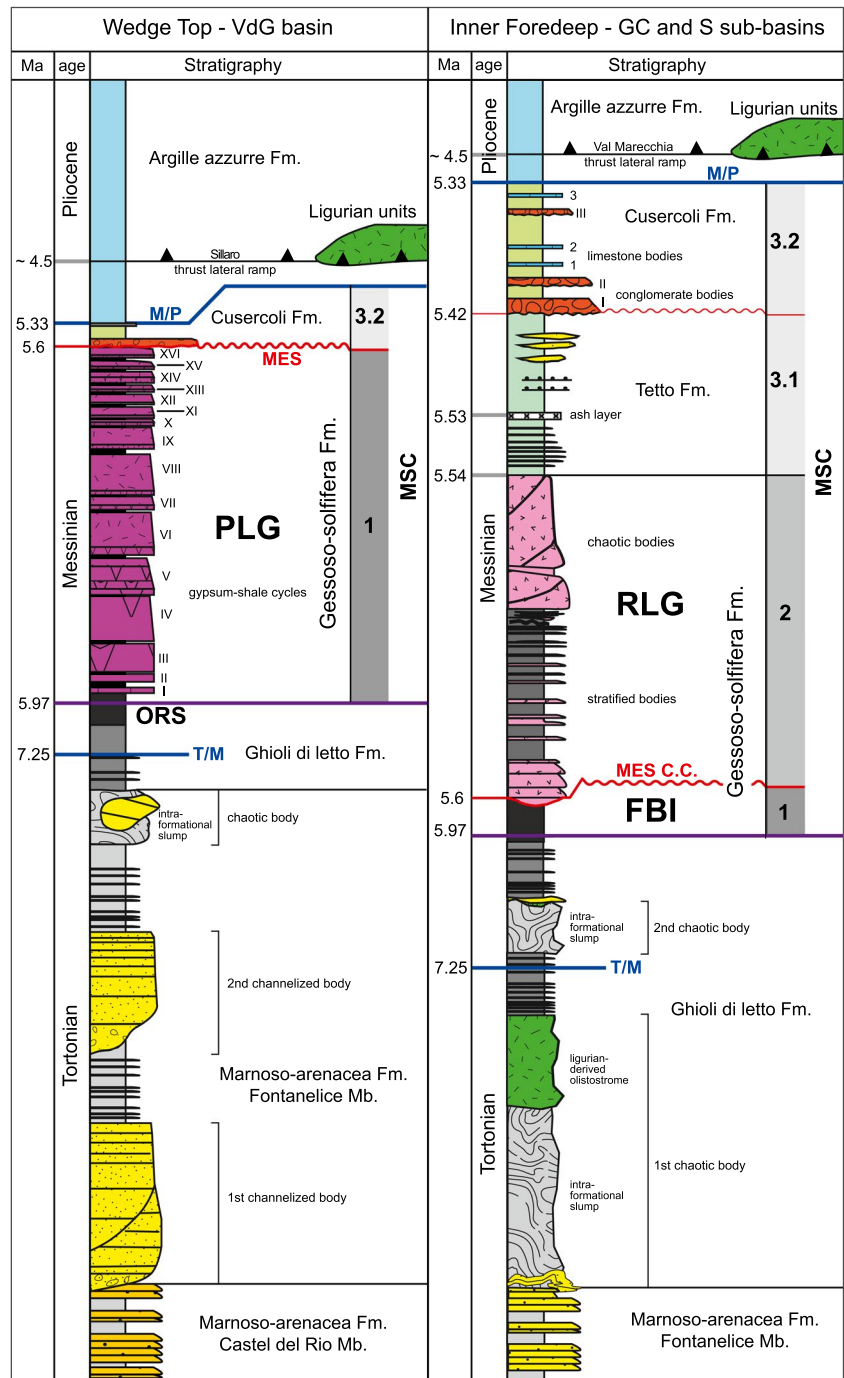 Wedge Top - VdG basin
Ma
age
Stratigraphy
Pliocene
Argille azzurre Fm.
Ligurian units
~ 4.5
Sillaro
thrust lateral ramp
M/P
5.33
Cusercoli Fm.
3.2
5.6
MES
XVI
XV
XIV
XIII
XII
XI
X
IX
VIII
VII
VI
V
IV
III
II
I
Messinian
PLG
gypsum-shale cycles
Gessoso-solfifera Fm.
1
MSC
5.97
ORS
7.25
T/M
Ghioli di letto Fm.
intra-
formational
slump
chaotic body
2nd channelized body
Tortonian
Marnoso-arenacea Fm.
Fontanelice Mb.
1st channelized body
Marnoso-arenacea Fm.
Castel del Rio Mb.
Inner Foredeep - GC and S sub-basins
Ma
age
Stratigraphy
Pliocene
Argille azzurre Fm.
Ligurian units
~ 4.5
Val Marecchia
thrust lateral ramp
M/P
5.33
3
III
Cusercoli Fm.
3.2
2
limestone bodies
1
II
I
conglomerate bodies
5.42
Tetto Fm.
3.1
5.53
ash layer
5.54
MSC
Messinian
chaotic bodies
RLG
Gessoso-solfifera Fm.
2
stratified bodies
MES C.C.
5.6
FBI
1
5.97
intra-
formational
slump
2nd chaotic body
7.25
T/M
Ghioli di letto Fm.
Tortonian
ligurian-
derived
olistostrome
1st chaotic body
intra-
formational
slump
Marnoso-arenacea Fm.
Fontanelice Mb.